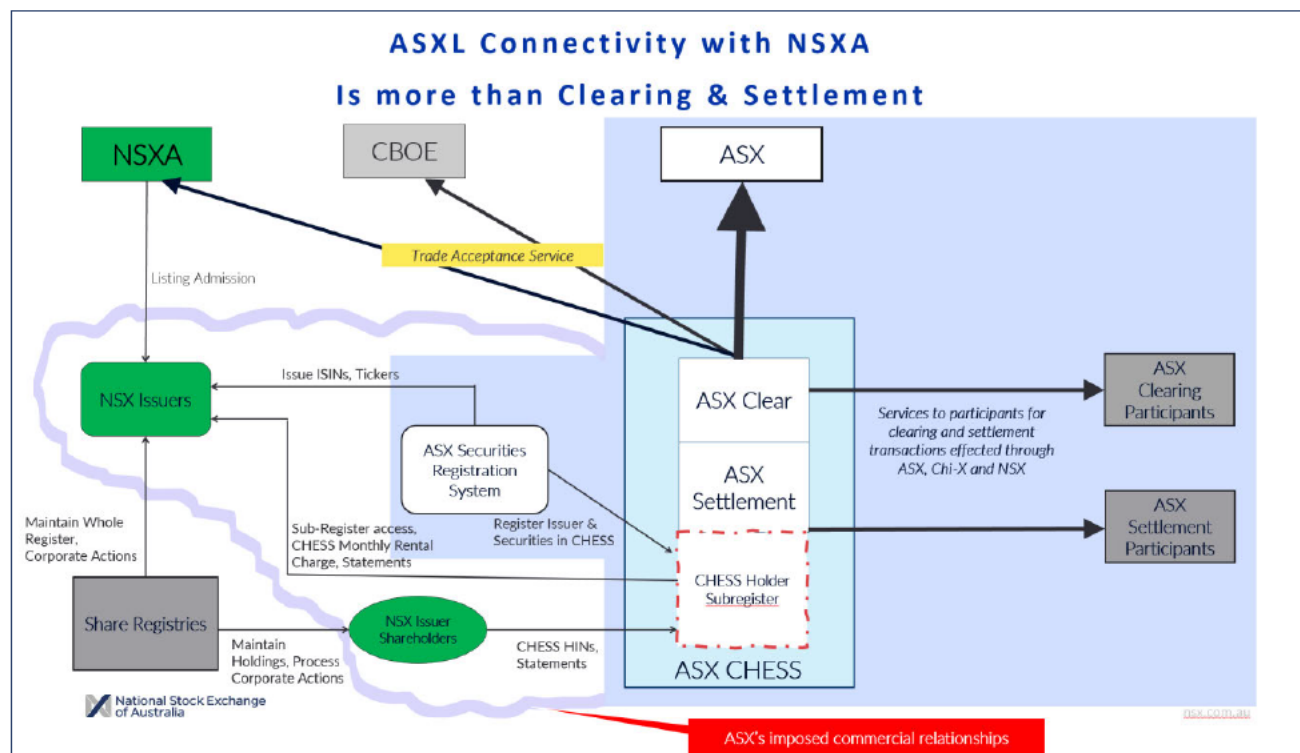 ASXL Connectivity with NSXA
Is more than Clearing & Settlement
NSXA
CBOE
ASX
Trade Acceptance Service
Listing Admission
NSX Issuers
Issue ISINs, Tickers
ASX Securities
Registration
System
ASX Clear
ASX
Settlement
CHESS Holder
Subregister
ASX CHESS
ASX
Clearing
Participants
Services to participants for
clearing and settlement
transactions effected through
ASX, Chi-X and NSX
ASX
Settlement
Participants
Register Issuer &
Securities in CHESS
Maintain Whole
Register,
Corporate Actions
Sub-Register access,
CHESS Monthly Rental
Charge, Statements
Share Registries
NSX Issuer
Shareholders
Maintain
Holdings, Process
Corporate Actions
CHESS HINs,
Statements
National Stock Exchange
of Australia
nsx.com.au
ASX's imposed commercial relationships